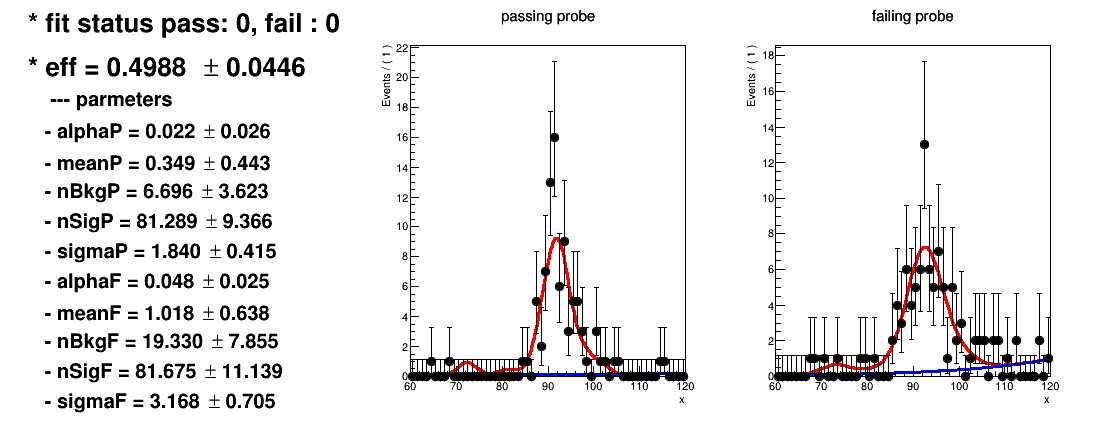 * fit status pass: 0, fail : 0
* eff = 0.4988 ± 0.0446
--- parmeters
- alphaP = 0.022 ± 0.026
- meanP = 0.349 ± 0.443
- nBkgP = 6.696 ± 3.623
- nSigP = 81.289 ± 9.366
- sigmaP = 1.840 ± 0.415
- alphaF = 0.048 ± 0.025
- meanF = 1.018 ± 0.638
- nBkgF = 19.330 ± 7.855
- nSigF = 81.675 ± 11.139
- sigmaF = 3.168 ± 0.705
passing probe
Events / ( 1 )
22
20
18
16
14
12
10
8
6
4
2
0
60 70 80 90 100 110 120
x
failing probe
Events / ( 1 )
18
16
14
12
10
8
6
4
2
0
60 70 80 90 100 110 120
x